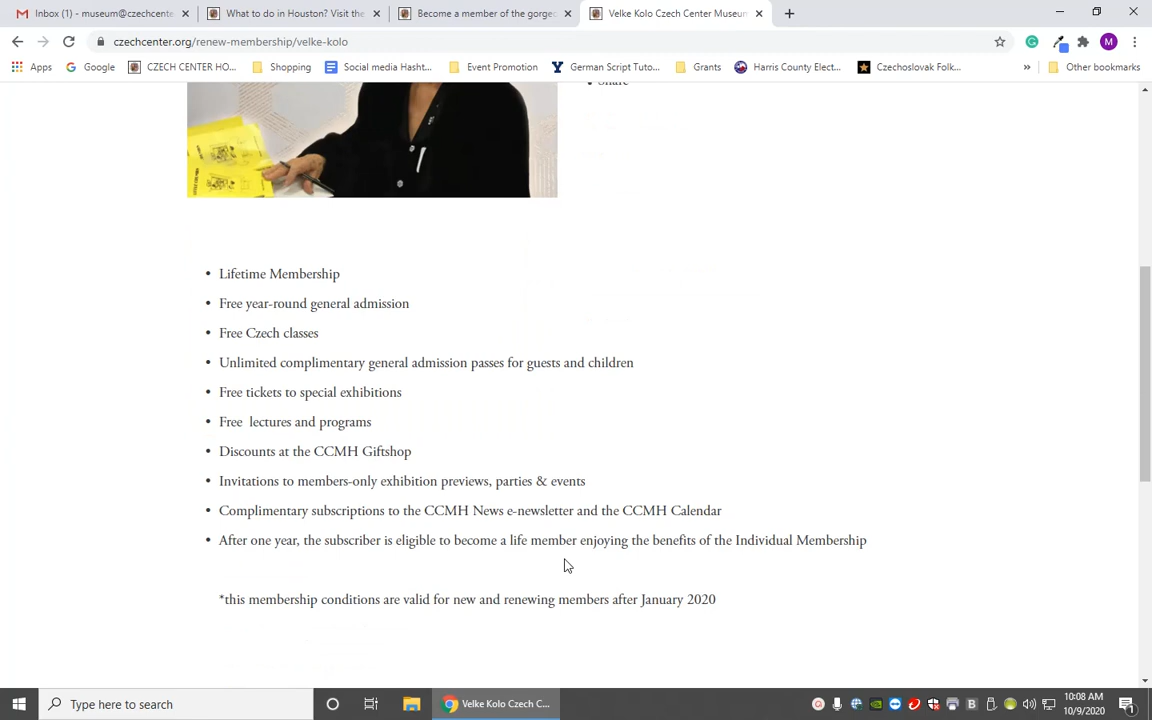 Inbox (1) - museum@czechcente
What to do in Houston? Visit the
Become a member of the gorgeo
Velke Kolo Czech Center Museum
czechcenter.org/renew-membership/velke-kolo
M
Apps
Google
CZECH CENTER HO...
Shopping
Social media Hasht...
Event Promotion
German Script Tuto...
Grants
Harris County Elect...
Czechoslovak Folk...
»
Other bookmarks
Share
• Lifetime Membership
• Free year-round general admission
• Free Czech classes
• Unlimited complimentary general admission passes for guests and children
• Free tickets to special exhibitions
• Free  lectures and programs
• Discounts at the CCMH Giftshop
• Invitations to members-only exhibition previews, parties & events
• Complimentary subscriptions to the CCMH News e-newsletter and the CCMH Calendar
• After one year, the subscriber is eligible to become a life member enjoying the benefits of the Individual Membership
*this membership conditions are valid for new and renewing members after January 2020
Type here to search
Velke Kolo Czech C...
10:08 AM
10/9/2020
1